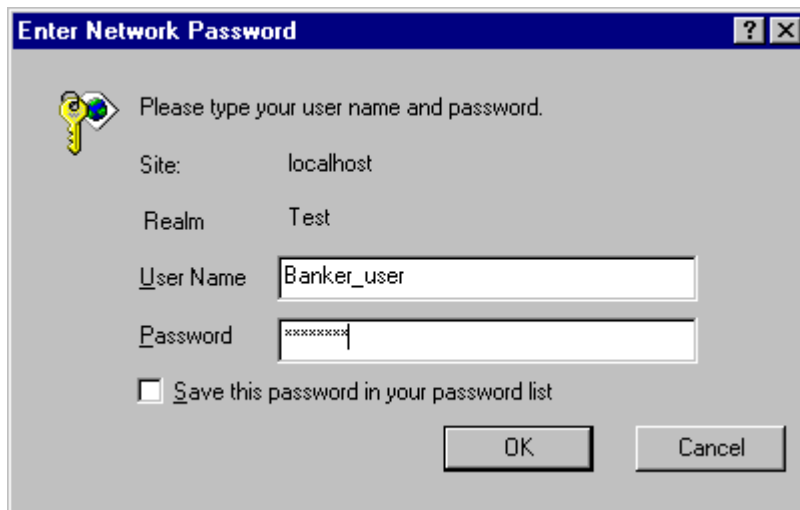 Enter Network Password
Please type your user name and password.
Site: localhost
Realm Test
User Name Banker_user
Password ********
Save this password in your password list
OK Cancel